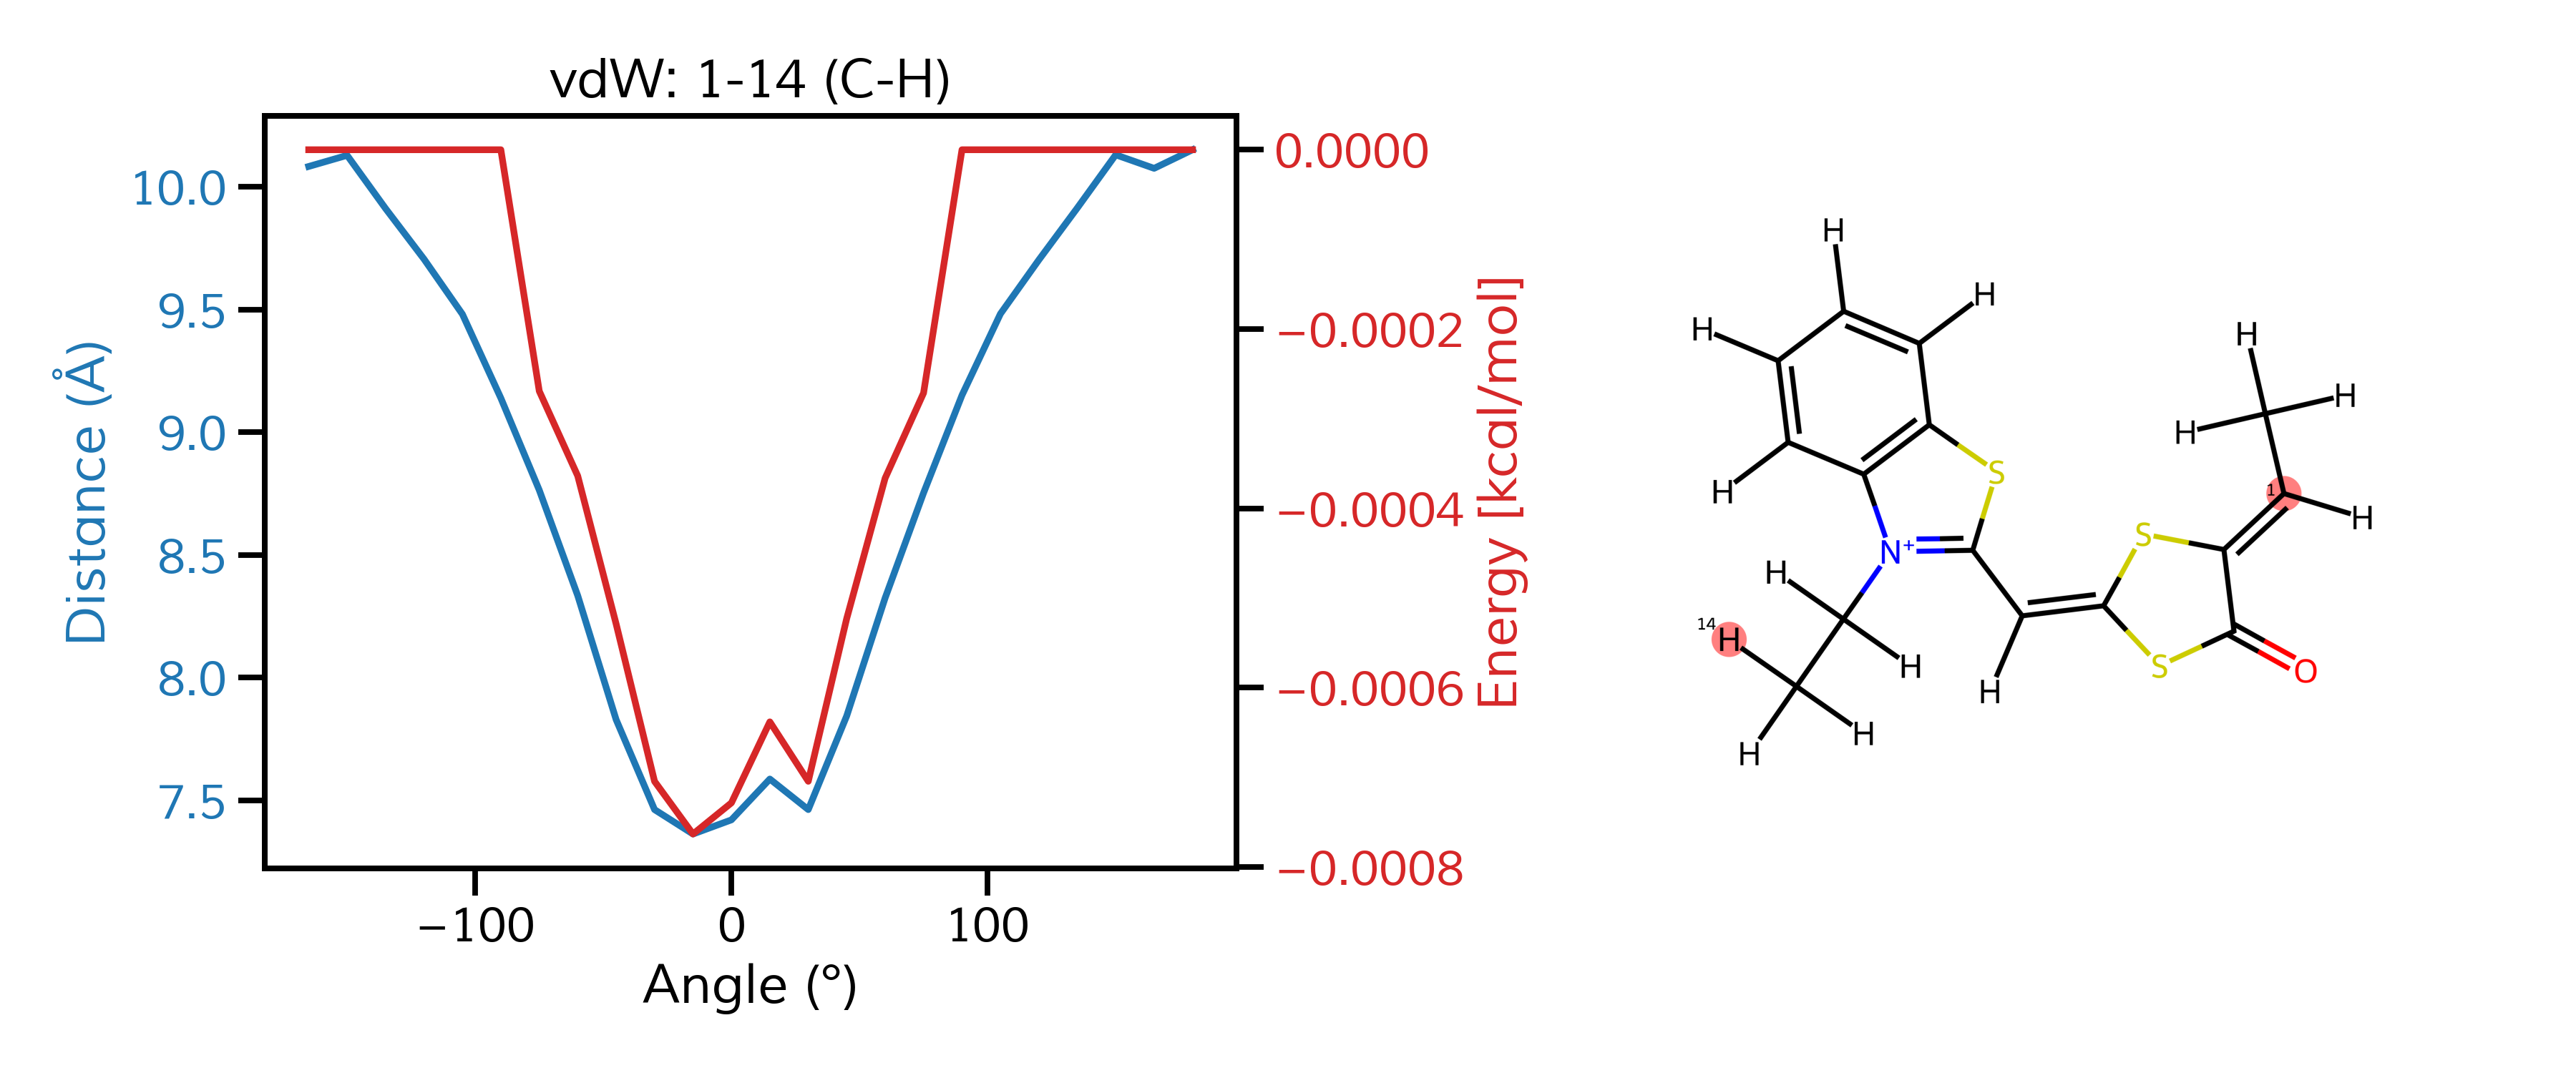 vdW: 1-14 (C-H)
10.0
9.5
9.0
8.5
8.0
7.5
Distance (Å)
0.0000
−0.0002
−0.0004
−0.0006
−0.0008
Energy [kcal/mol]
−100
0
100
Angle (°)
H
H
H
H
H
H
H
S
H
1
H
S
N+
H
14
H
H
H
S
O
H
H